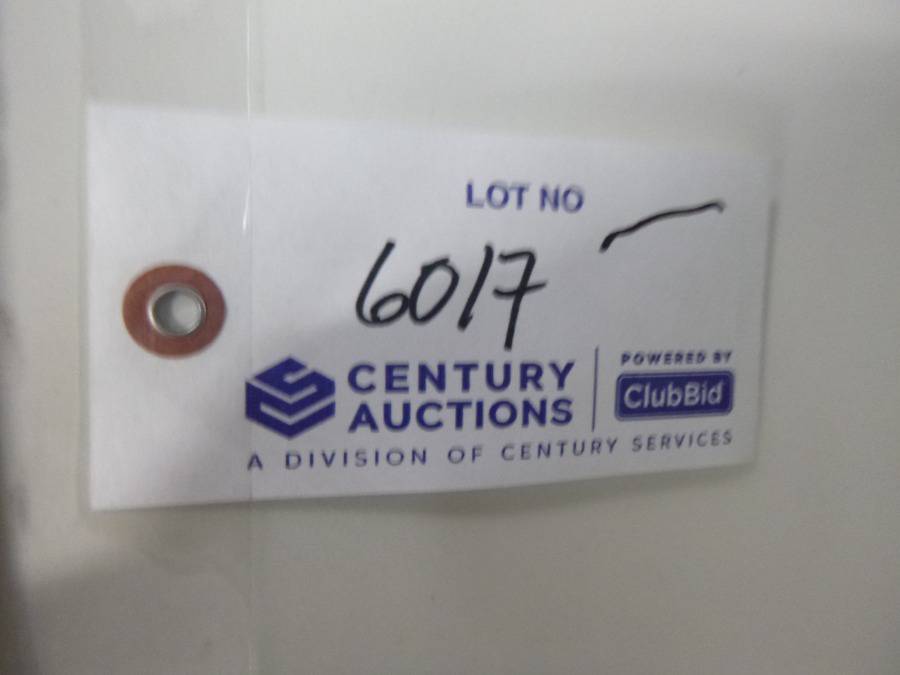 LOT NO
6017
CENTURY
AUCTIONS
POWERED BY
ClubBid
A DIVISION OF CENTURY SERVICES